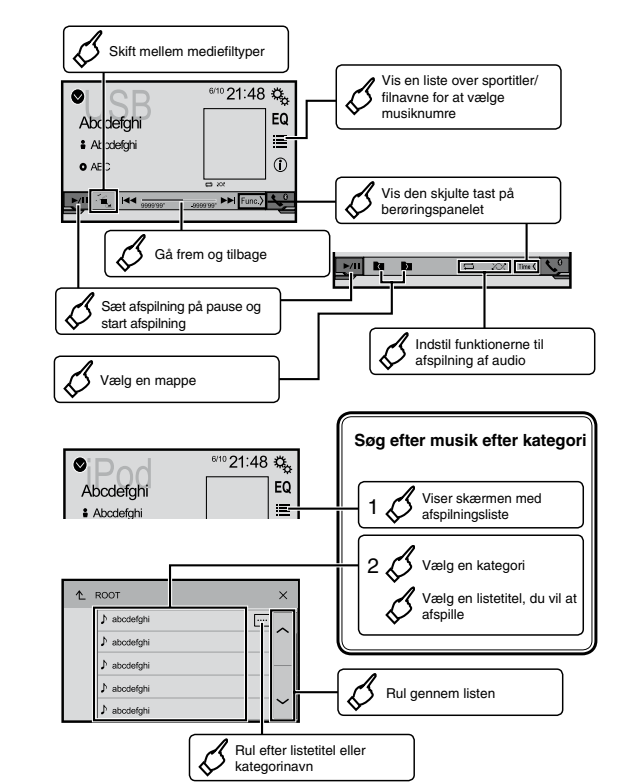 Skift mellem mediefiltyper
USB
6/10 21:48
Abcdefghi
EQ
Abcdefghi
ABC
9999'99"
-9999'99"
Func.
0
Vis en liste over sportitler/
filnavne for at vælge
musiknumre
Vis den skjulte tast på
berøringspanelet
Gå frem og tilbage
Time
0
Sæt afspilning på pause og
start afspilning
Indstil funktionerne til
afspilning af audio
Vælg en mappe
Søg efter musik efter kategori
iPod
6/10 21:48
Abcdefghi
EQ
Abcdefghi
1 Viser skærmen med
afspilningsliste
2 Vælg en kategori
Vælg en listetitel, du vil at
afspille
ROOT
abcdefghi
abcdefghi
abcdefghi
abcdefghi
abcdefghi
Rul gennem listen
Rul efter listetitel eller
kategorinavn